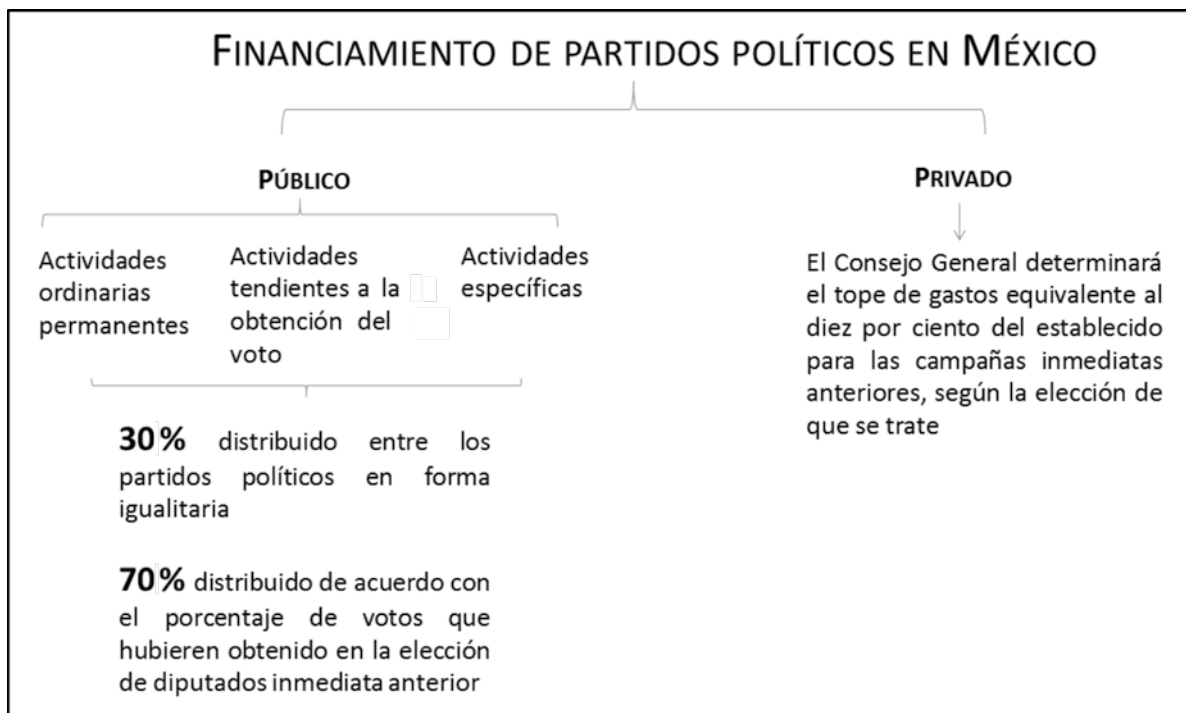 FINANCIAMIENTO DE PARTIDOS POLÍTICOS EN MÉXICO
PÚBLICO
Actividades
ordinarias
permanentes
Actividades
tendientes a la
obtención del
voto
Actividades
específicas
30% distribuido entre los
partidos políticos en forma
igualitaria
70% distribuido de acuerdo con
el porcentaje de votos que
hubieren obtenido en la elección
de diputados inmediata anterior
PRIVADO
El Consejo General determinará
el tope de gastos equivalente al
diez por ciento del establecido
para las campañas inmediatas
anteriores, según la elección de
que se trate